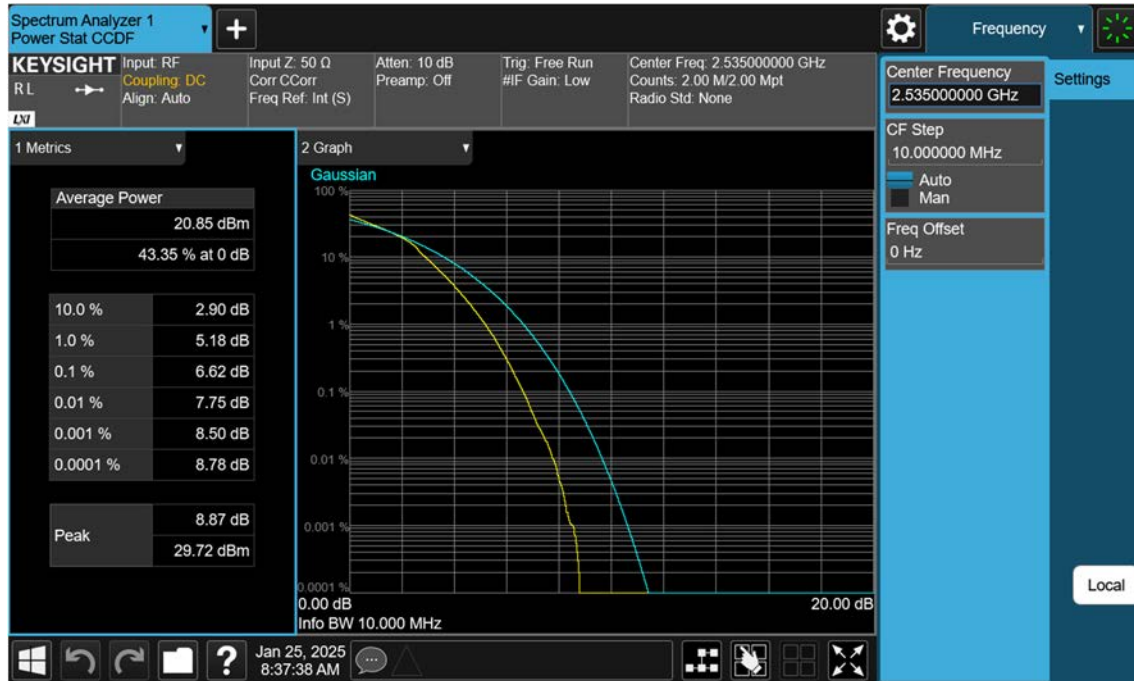 Spectrum Analyzer 1
Power Stat CCDF
+
Frequency
KEYSIGHT
R L
LXI
Input: RF
Coupling: DC
Align: Auto
Input Z: 50 Ω
Corr CCorr
Freq Ref: Int (S)
Atten: 10 dB
Preamp: Off
Trig: Free Run
#IF Gain: Low
Center Freq: 2.535000000 GHz
Counts: 2.00 M/2.00 Mpt
Radio Std: None
Center Frequency
2.535000000 GHz
Settings
CF Step
10.000000 MHz
Auto
Man
Freq Offset
0 Hz
Local
1 Metrics
Average Power
20.85 dBm
43.35 % at 0 dB
10.0 % 2.90 dB
1.0 % 5.18 dB
0.1 % 6.62 dB
0.01 % 7.75 dB
0.001 % 8.50 dB
0.0001 % 8.78 dB
Peak
8.87 dB
29.72 dBm
2 Graph
Gaussian
100 %
10 %
1 %
0.1 %
0.01 %
0.001 %
0.0001 %
0.00 dB 20.00 dB
Info BW 10.000 MHz
?
Jan 25, 2025
8:37:38 AM